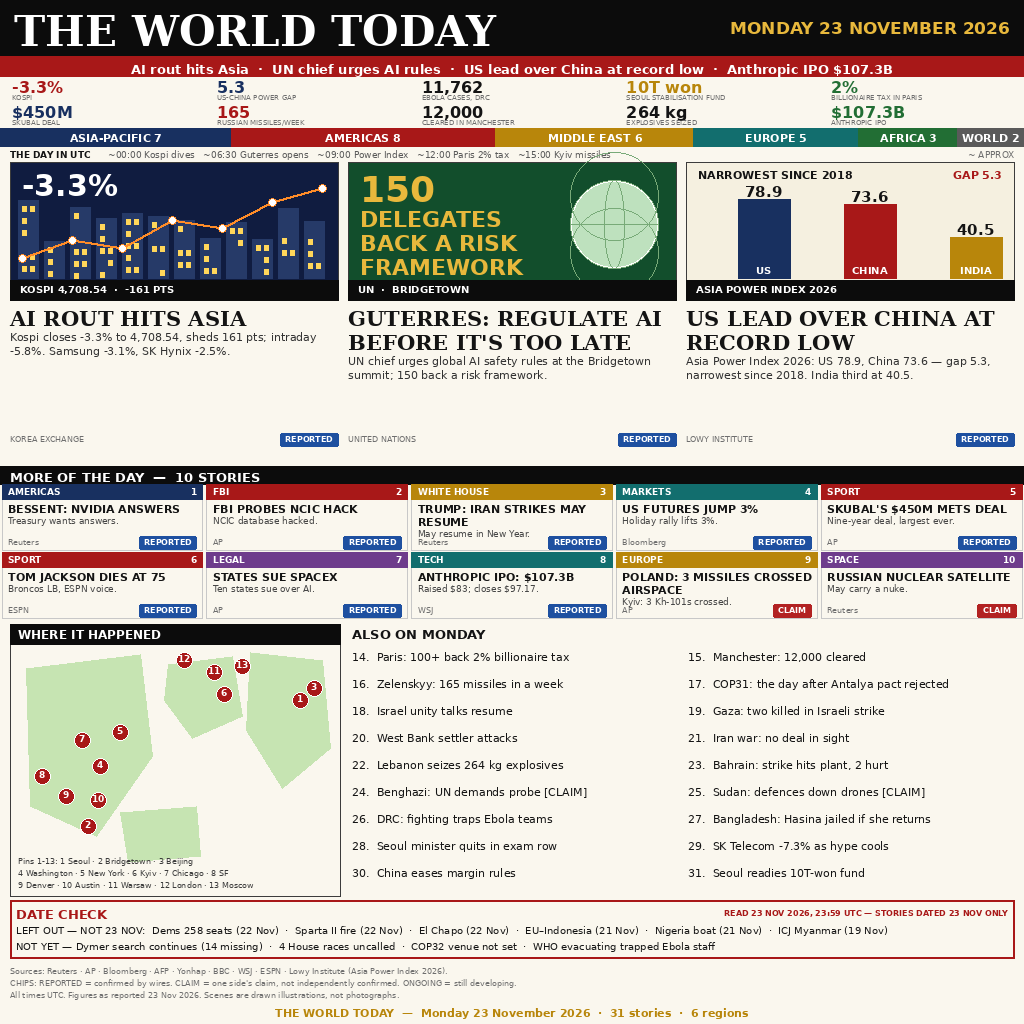 THE WORLD TODAY
MONDAY 23 NOVEMBER 2026
AI rout hits Asia · UN chief urges AI rules · US lead over China at record low · Anthropic IPO $107.3B
-3.3%
KOSPI
5.3
US-CHINA POWER GAP
11,762
EBOLA CASES, DRC
10T won
SEOUL STABILISATION FUND
2%
BILLIONAIRE TAX IN PARIS
$450M
SKUBAL DEAL
165
RUSSIAN MISSILES/WEEK
12,000
CLEARED IN MANCHESTER
264 kg
EXPLOSIVES SEIZED
$107.3B
ANTHROPIC IPO
ASIA-PACIFIC 7
AMERICAS 8
MIDDLE EAST 6
EUROPE 5
AFRICA 3
WORLD 2
THE DAY IN UTC
~00:00 Kospi dives ~06:30 Guterres opens ~09:00 Power Index ~12:00 Paris 2% tax ~15:00 Kyiv missiles
~ APPROX
-3.3%
KOSPI 4,708.54 · -161 PTS
150
DELEGATES
BACK A RISK
FRAMEWORK
UN · BRIDGETOWN
NARROWEST SINCE 2018
GAP 5.3
78.9
73.6
40.5
US
CHINA
INDIA
ASIA POWER INDEX 2026
AI ROUT HITS ASIA
Kospi closes -3.3% to 4,708.54, sheds 161 pts; intraday
-5.8%. Samsung -3.1%, SK Hynix -2.5%.
KOREA EXCHANGE
REPORTED
GUTERRES: REGULATE AI
BEFORE IT'S TOO LATE
UN chief urges global AI safety rules at the Bridgetown
summit; 150 back a risk framework.
UNITED NATIONS
REPORTED
US LEAD OVER CHINA AT
RECORD LOW
Asia Power Index 2026: US 78.9, China 73.6 — gap 5.3,
narrowest since 2018. India third at 40.5.
LOWY INSTITUTE
REPORTED
MORE OF THE DAY — 10 STORIES
AMERICAS 1
BESSENT: NVIDIA ANSWERS
Treasury wants answers.
Reuters
REPORTED
FBI 2
FBI PROBES NCIC HACK
NCIC database hacked.
AP
REPORTED
WHITE HOUSE 3
TRUMP: IRAN STRIKES MAY
RESUME
May resume in New Year.
Reuters
REPORTED
MARKETS 4
US FUTURES JUMP 3%
Holiday rally lifts 3%.
Bloomberg
REPORTED
SPORT 5
SKUBAL'S $450M METS DEAL
Nine-year deal, largest ever.
AP
REPORTED
SPORT 6
TOM JACKSON DIES AT 75
Broncos LB, ESPN voice.
ESPN
REPORTED
LEGAL 7
STATES SUE SPACEX
Ten states sue over AI.
AP
REPORTED
TECH 8
ANTHROPIC IPO: $107.3B
Raised $83; closes $97.17.
WSJ
REPORTED
EUROPE 9
POLAND: 3 MISSILES CROSSED
AIRSPACE
Kyiv: 3 Kh-101s crossed.
AP
CLAIM
SPACE 10
RUSSIAN NUCLEAR SATELLITE
May carry a nuke.
Reuters
CLAIM
WHERE IT HAPPENED
12
11
13
6
3
1
5
7
4
8
9
10
2
Pins 1-13: 1 Seoul · 2 Bridgetown · 3 Beijing
4 Washington · 5 New York · 6 Kyiv · 7 Chicago · 8 SF
9 Denver · 10 Austin · 11 Warsaw · 12 London · 13 Moscow
ALSO ON MONDAY
14. Paris: 100+ back 2% billionaire tax
15. Manchester: 12,000 cleared
16. Zelenskyy: 165 missiles in a week
17. COP31: the day after Antalya pact rejected
18. Israel unity talks resume
19. Gaza: two killed in Israeli strike
20. West Bank settler attacks
21. Iran war: no deal in sight
22. Lebanon seizes 264 kg explosives
23. Bahrain: strike hits plant, 2 hurt
24. Benghazi: UN demands probe [CLAIM]
25. Sudan: defences down drones [CLAIM]
26. DRC: fighting traps Ebola teams
27. Bangladesh: Hasina jailed if she returns
28. Seoul minister quits in exam row
29. SK Telecom -7.3% as hype cools
30. China eases margin rules
31. Seoul readies 10T-won fund
DATE CHECK
READ 23 NOV 2026, 23:59 UTC — STORIES DATED 23 NOV ONLY
LEFT OUT — NOT 23 NOV: Dems 258 seats (22 Nov) · Sparta II fire (22 Nov) · El Chapo (22 Nov) · EU–Indonesia (21 Nov) · Nigeria boat (21 Nov) · ICJ Myanmar (19 Nov)
NOT YET — Dymer search continues (14 missing) · 4 House races uncalled · COP32 venue not set · WHO evacuating trapped Ebola staff
Sources: Reuters · AP · Bloomberg · AFP · Yonhap · BBC · WSJ · ESPN · Lowy Institute (Asia Power Index 2026).
CHIPS: REPORTED = confirmed by wires. CLAIM = one side's claim, not independently confirmed. ONGOING = still developing.
All times UTC. Figures as reported 23 Nov 2026. Scenes are drawn illustrations, not photographs.
THE WORLD TODAY — Monday 23 November 2026 · 31 stories · 6 regions